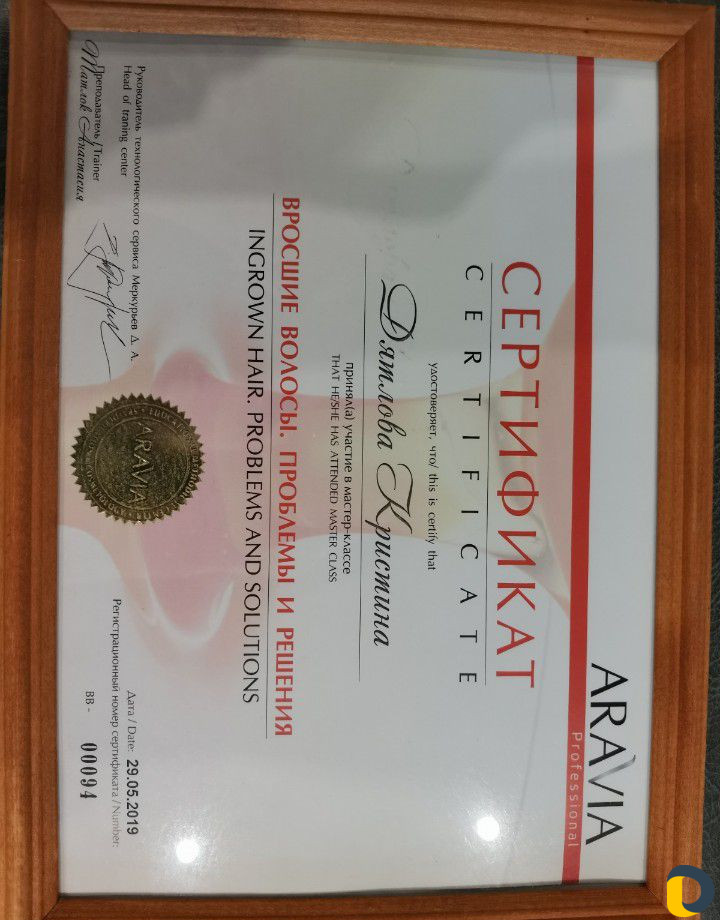 ARAVIA
Professional
СЕРТИФИКАТ
CERTIFICATE
удостоверяет, что/ this is certify that
Дятлова Кристина
принял(а) участие в мастер-классе
THAT HE/SHE HAS ATTENDED MASTER CLASS
ВРОСШИЕ ВОЛОСЫ. ПРОБЛЕМЫ И РЕШЕНИЯ
INGROWN HAIR. PROBLEMS AND SOLUTIONS
Руководитель технологического сервиса Меркурьев Д. А.
Head of traning center
Преподаватель / Trainer
Татлок Анастасия
ARAVIA
Дата / Date: 29.05.2019
Регистрационный номер сертификата / Number:
ВВ - 00094